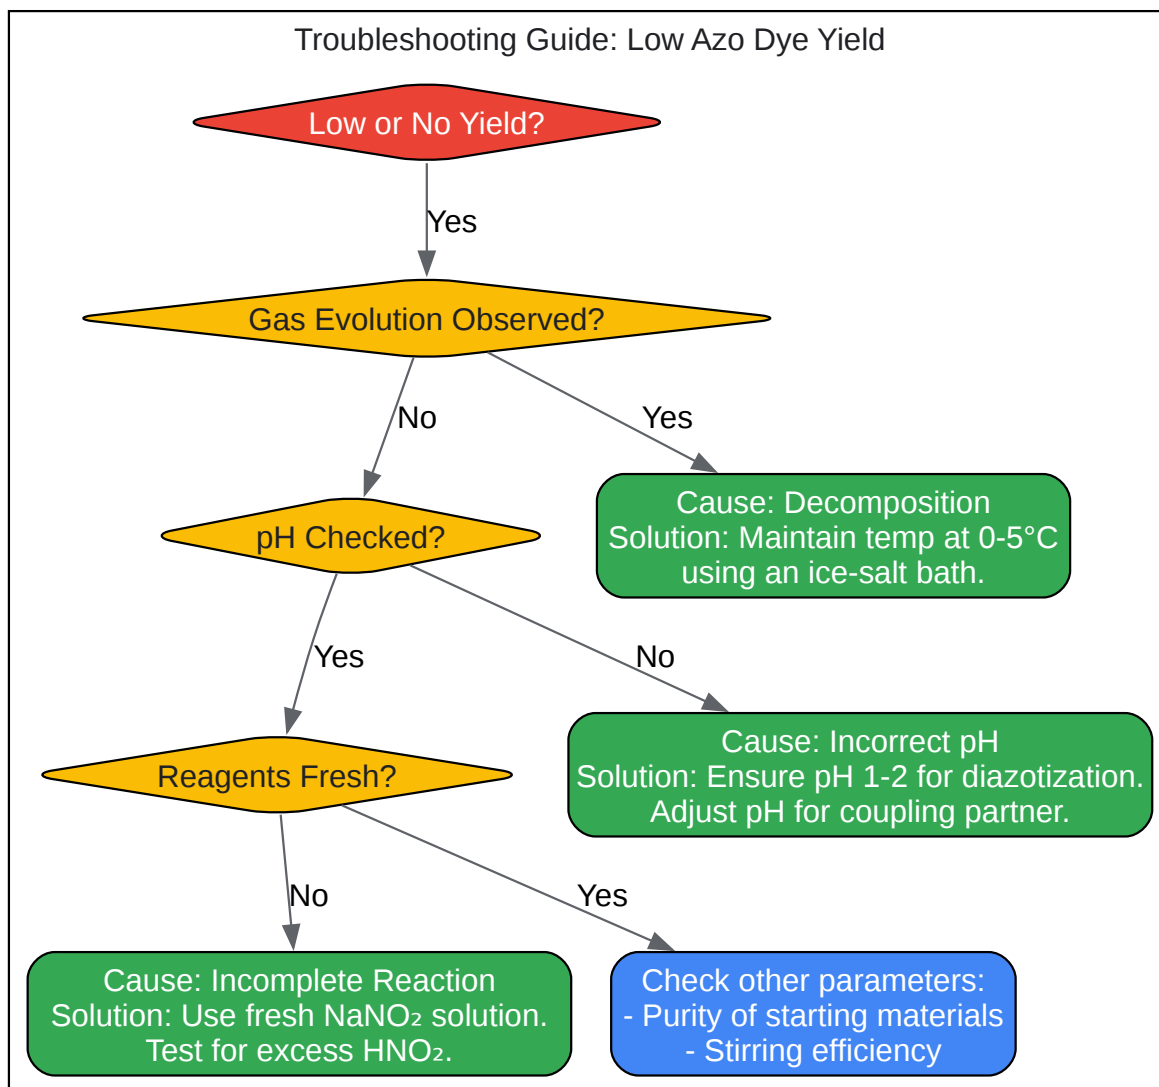 Troubleshooting Guide: Low Azo Dye Yield
Low or No Yield?
Yes
Gas Evolution Observed?
No
Yes
Cause: Decomposition
Solution: Maintain temp at 0-5°C
using an ice-salt bath.
pH Checked?
Yes
No
Cause: Incorrect pH
Solution: Ensure pH 1-2 for diazotization.
Adjust pH for coupling partner.
Reagents Fresh?
No
Yes
Cause: Incomplete Reaction
Solution: Use fresh NaNO₂ solution.
Test for excess HNO₂.
Check other parameters:
- Purity of starting materials
- Stirring efficiency